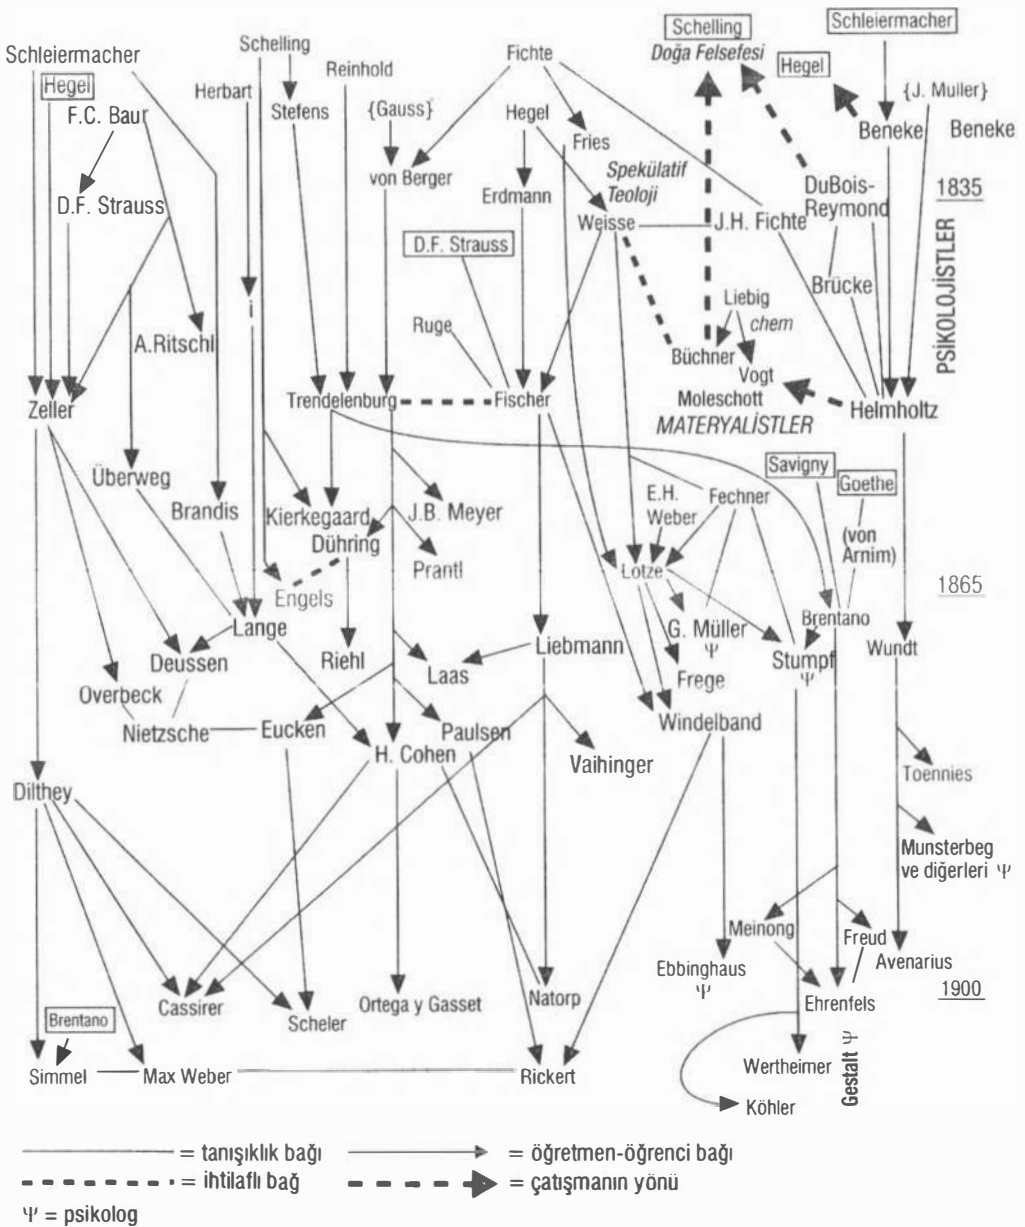 Schleiermacher
Hegel
F.C. Baur
D.F. Strauss
Herbart
Schelling
Stefens
Reinhold
{Gauss}
von Berger
Fichte
Hegel
Fries
Erdmann
Spekülatif
Teoloji
Weisse
J.H. Fichte
D.F. Strauss
Ruge
Schelling
Doğa Felsefesi
Hegel
Schleiermacher
{J. Müller}
Beneke
Beneke
DuBois-
Reymond
1835
Brücke
PSİKOLOJİSTLER
Liebig
chem
Büchner
Vogt
Moleschott
MATERYALİSTLER
Helmholtz
i
A.Ritschl
Zeller
Trendelenburg
Fischer
Überweg
Brandis
Kierkegaard
Dühring
J.B. Meyer
Prantl
Engels
E.H.
Weber
Fechner
Savigny
Goethe
(von
Arnim)
Lotze
1865
Lange
Deussen
Riehl
Laas
Liebmann
G. Müller
Ψ
Brentano
Stumpf
Ψ
Wundt
Overbeck
Nietzsche
Eucken
Paulsen
H. Cohen
Vaihinger
Frege
Windelband
Toennies
Dilthey
Munsterbeg
ve diğerleri Ψ
Meinong
Freud
Ebbinghaus
Ψ
Avenarius
Cassirer
Scheler
Ortega y Gasset
Natorp
Ehrenfels
1900
Brentano
Simmel
Max Weber
Rickert
Wertheimer
Gestalt Ψ
Köhler
= tanışıklık bağı
= öğretmen-öğrenci bağı
= ihtilaflı bağ
= çatışmanın yönü
Ψ = psikolog